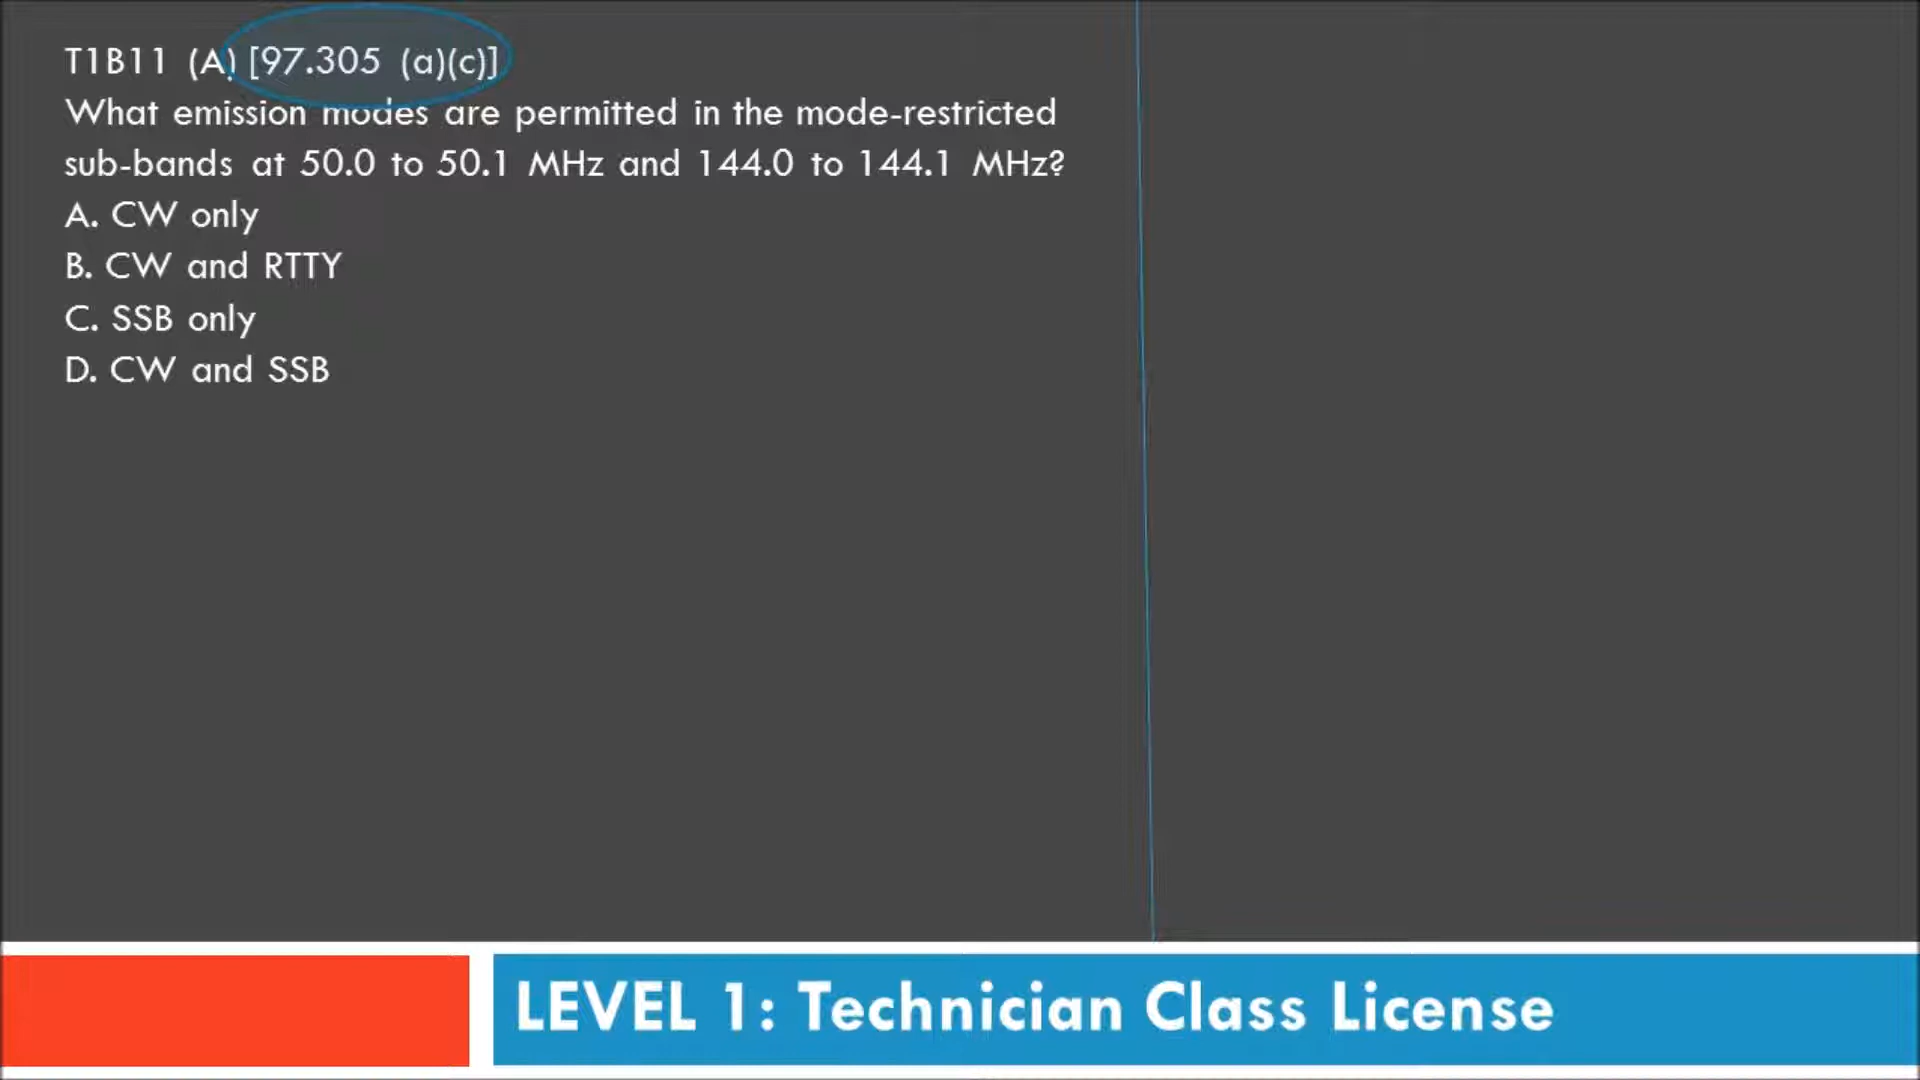 T1B11 (A) [97.305 (a)(c)]
What emission modes are permitted in the mode-restricted
sub-bands at 50.0 to 50.1 MHz and 144.0 to 144.1 MHz?
A. CW only
B. CW and RTTY
C. SSB only
D. CW and SSB
LEVEL 1: Technician Class License